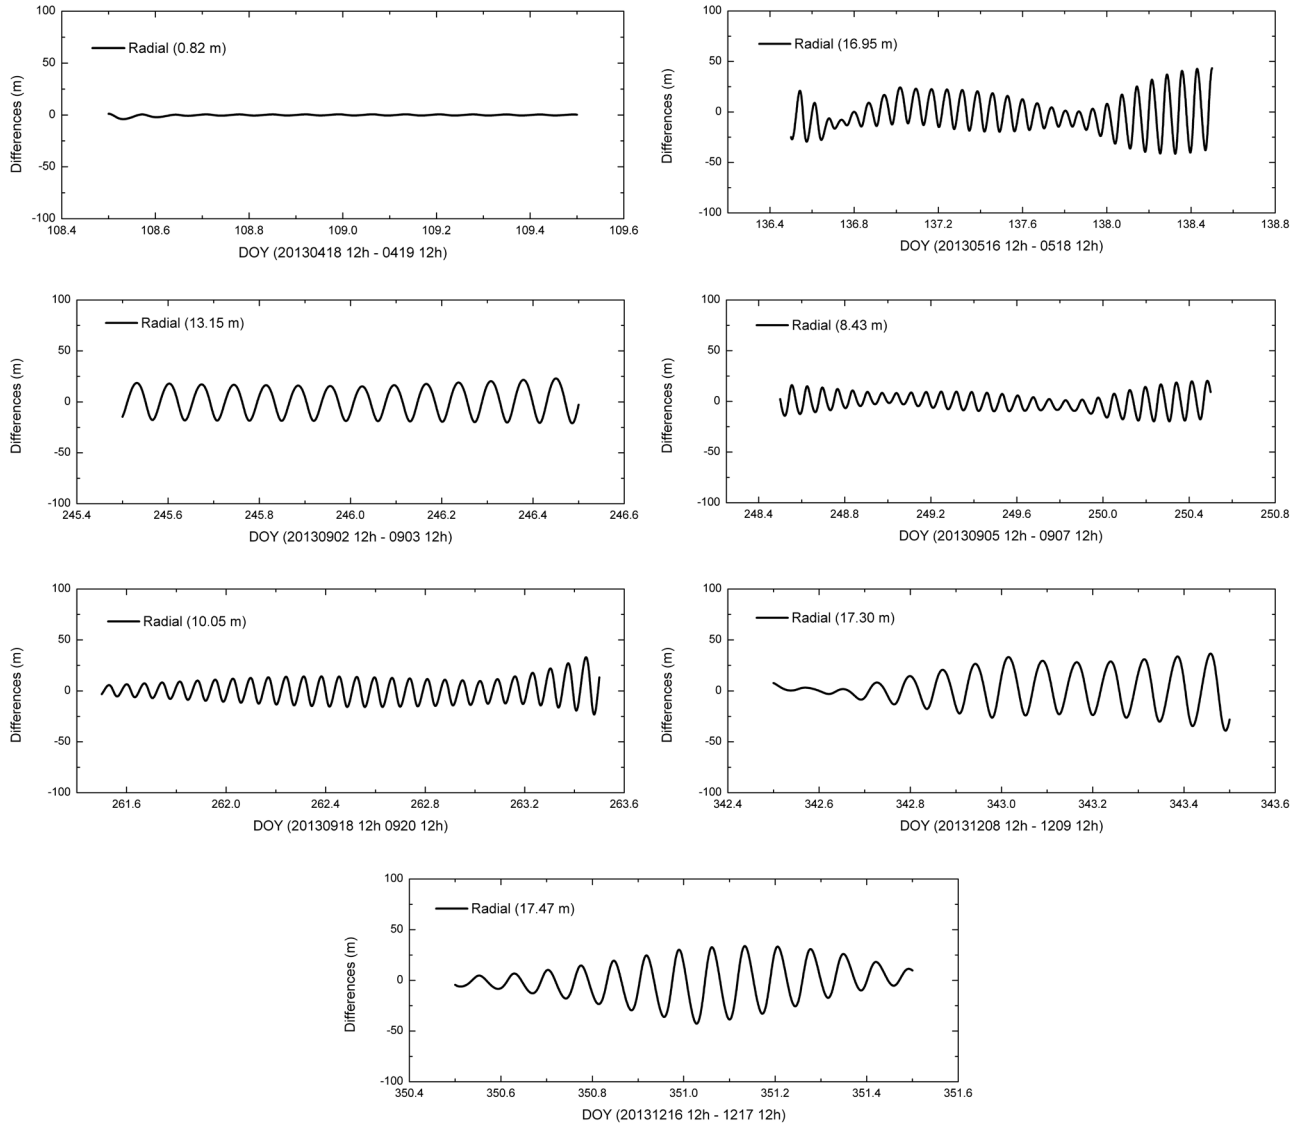 Radial (0.82 m)
Differences (m)
100
50
0
-50
-100
108.4 108.6 108.8 109.0 109.2 109.4 109.6
DOY (20130418 12h - 0419 12h)
Radial (16.95 m)
Differences (m)
100
50
0
-50
-100
136.4 136.8 137.2 137.6 138.0 138.4 138.8
DOY (20130516 12h - 0518 12h)
Radial (13.15 m)
Differences (m)
100
50
0
-50
-100
245.4 245.6 245.8 246.0 246.2 246.4 246.6
DOY (20130902 12h - 0903 12h)
Radial (8.43 m)
Differences (m)
100
50
0
-50
-100
248.4 248.8 249.2 249.6 250.0 250.4 250.8
DOY (20130905 12h - 0907 12h)
Radial (10.05 m)
Differences (m)
100
50
0
-50
-100
261.6 262.0 262.4 262.8 263.2 263.6
DOY (20130918 12h 0920 12h)
Radial (17.30 m)
Differences (m)
100
50
0
-50
-100
342.4 342.6 342.8 343.0 343.2 343.4 343.6
DOY (20131208 12h - 1209 12h)
Radial (17.47 m)
Differences (m)
100
50
0
-50
-100
350.4 350.6 350.8 351.0 351.2 351.4 351.6
DOY (20131216 12h - 1217 12h)